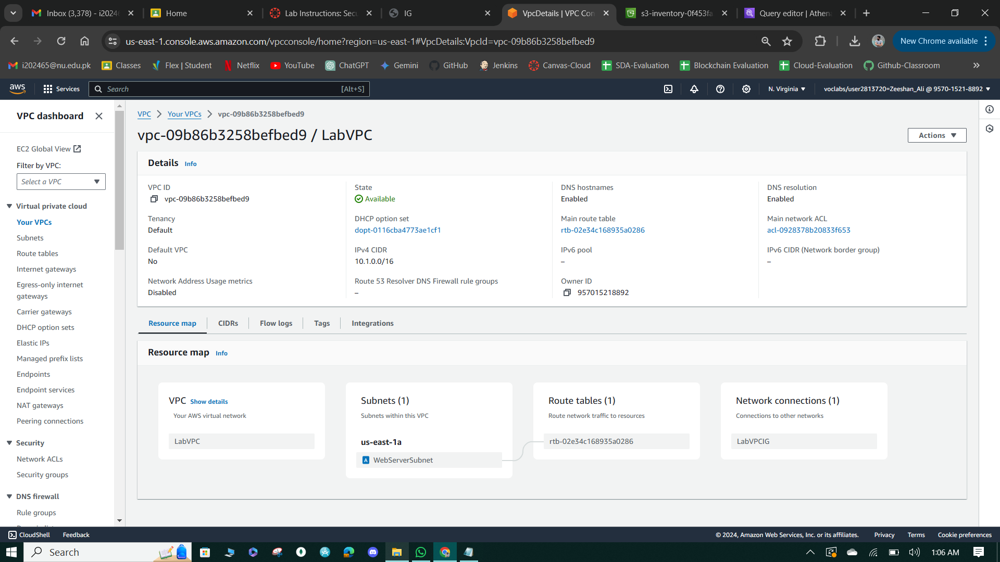 Inbox (3,378) - i2024
Home
Lab Instructions: Sec
IG
VpcDetails | VPC Con
s3-inventory-0f453fa
Query editor | Athen
us-east-1.console.aws.amazon.com/vpcconsole/home?region=us-east-1#VpcDetails:VpcId=vpc-09b86b3258befbed9
New Chrome available
i202465@nu.edu.pk
Classes
Flex | Student
Netflix
YouTube
ChatGPT
Gemini
GitHub
Jenkins
Canvas-Cloud
SDA-Evaluation
Blockchain Evaluation
Cloud-Evaluation
Github-Classroom
aws
Services
Search
[Alt+S]
N. Virginia
voclabs/user2813720=Zeeshan_Ali @ 9570-1521-8892
VPC dashboard
EC2 Global View
Filter by VPC:
Select a VPC
Virtual private cloud
Your VPCs
Subnets
Route tables
Internet gateways
Egress-only internet
gateways
Carrier gateways
DHCP option sets
Elastic IPs
Managed prefix lists
Endpoints
Endpoint services
NAT gateways
Peering connections
Security
Network ACLs
Security groups
DNS firewall
Rule groups
VPC
Your VPCs
vpc-09b86b3258befbed9
vpc-09b86b3258befbed9 / LabVPC
Actions
Details Info
VPC ID
vpc-09b86b3258befbed9
State
Available
DNS hostnames
Enabled
DNS resolution
Enabled
Tenancy
Default
DHCP option set
dopt-0116cba4773ae1cf1
Main route table
rtb-02e34c168935a0286
Main network ACL
acl-0928378b20833f653
Default VPC
No
IPv4 CIDR
10.1.0.0/16
IPv6 pool
–
IPv6 CIDR (Network border group)
–
Network Address Usage metrics
Disabled
Route 53 Resolver DNS Firewall rule groups
–
Owner ID
957015218892
Resource map
CIDRs
Flow logs
Tags
Integrations
Resource map Info
VPC Show details
Your AWS virtual network
LabVPC
Subnets (1)
Subnets within this VPC
us-east-1a
A WebServerSubnet
Route tables (1)
Route network traffic to resources
rtb-02e34c168935a0286
Network connections (1)
Connections to other networks
LabVPCIG
CloudShell
Feedback
© 2024, Amazon Web Services, Inc. or its affiliates.
Privacy
Terms
Cookie preferences
Search
1:06 AM